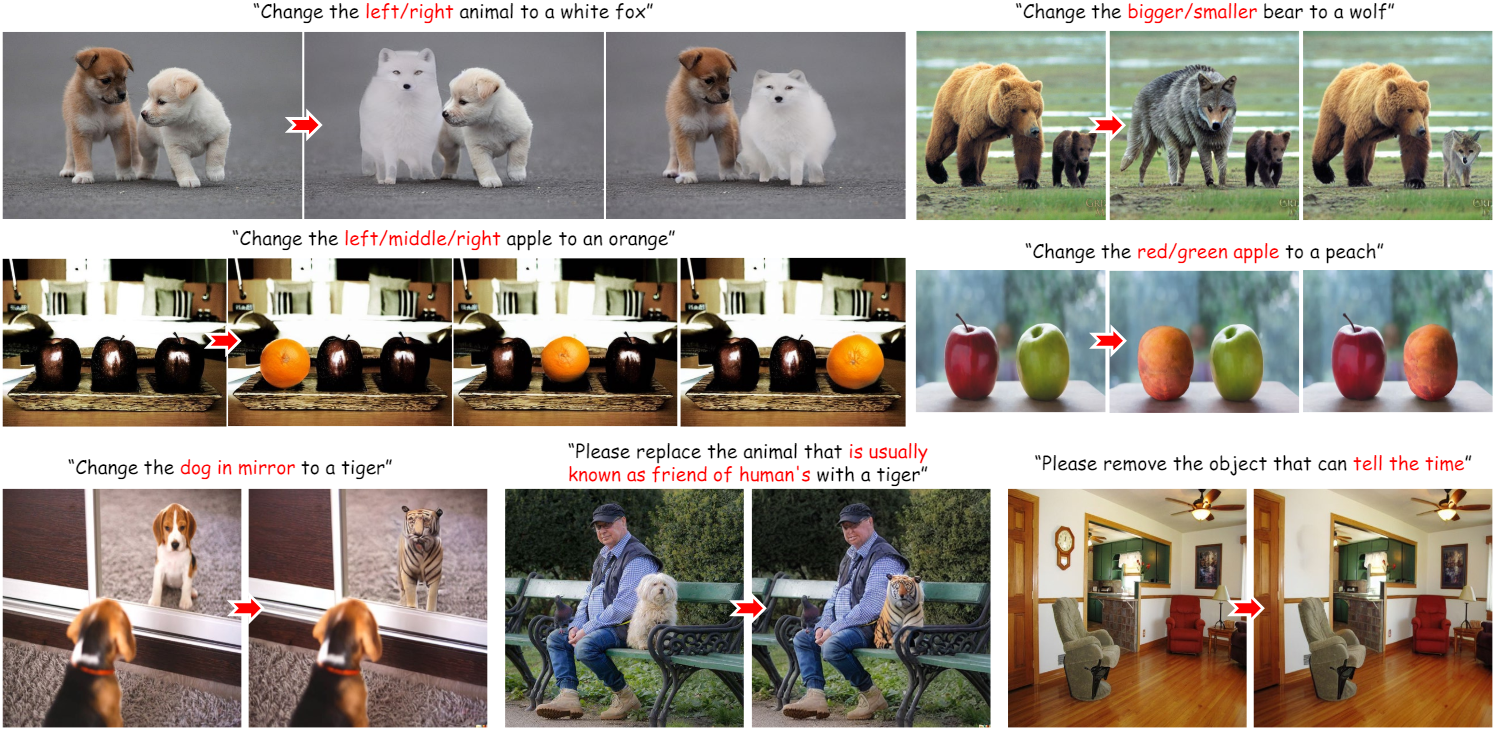 “Change the left/right animal to a white fox”
“Change the bigger/smaller bear to a wolf”
“Change the left/middle/right apple to an orange”
“Change the red/green apple to a peach”
“Change the dog in mirror to a tiger”
“Please replace the animal that is usually
known as friend of human's with a tiger”
“Please remove the object that can tell the time”